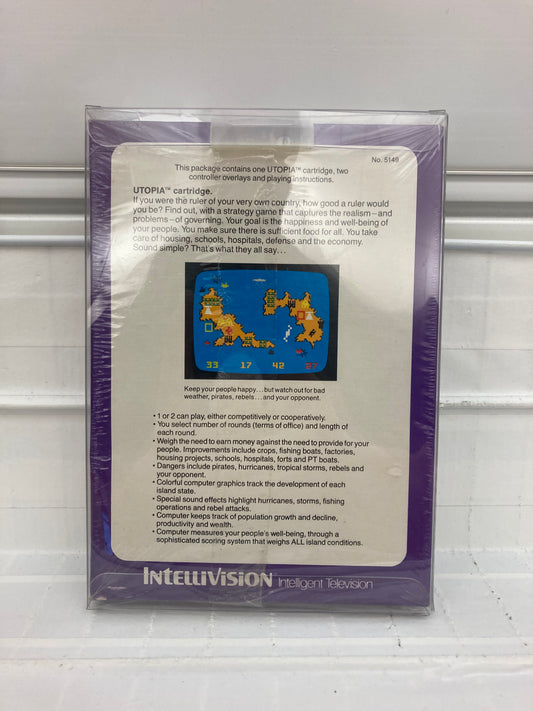 No. 5149
This package contains one UTOPIA™ cartridge, two
controller overlays and playing instructions.
UTOPIA™ cartridge.
If you were the ruler of your very own country, how good a ruler would
you be? Find out, with a strategy game that captures the realism–and
problems–of governing. Your goal is the happiness and well-being of
your people. You make sure there is sufficient food for all. You take
care of housing, schools, hospitals, defense and the economy.
Sound simple? That's what they all say...
33 17 42 27
Keep your people happy...but watch out for bad
weather, pirates, rebels...and your opponent.
• 1 or 2 can play, either competitively or cooperatively.
• You select number of rounds (terms of office) and length of
each round.
• Weigh the need to earn money against the need to provide for your
people. Improvements include crops, fishing boats, factories,
housing projects, schools, hospitals, forts and PT boats.
• Dangers include pirates, hurricanes, tropical storms, rebels and
your opponent.
• Colorful computer graphics track the development of each
island state.
• Special sound effects highlight hurricanes, storms, fishing
operations and rebel attacks.
• Computer keeps track of population growth and decline,
productivity and wealth.
• Computer measures your people's well-being, through a
sophisticated scoring system that weighs ALL island conditions.
INTELLIVISION Intelligent Television